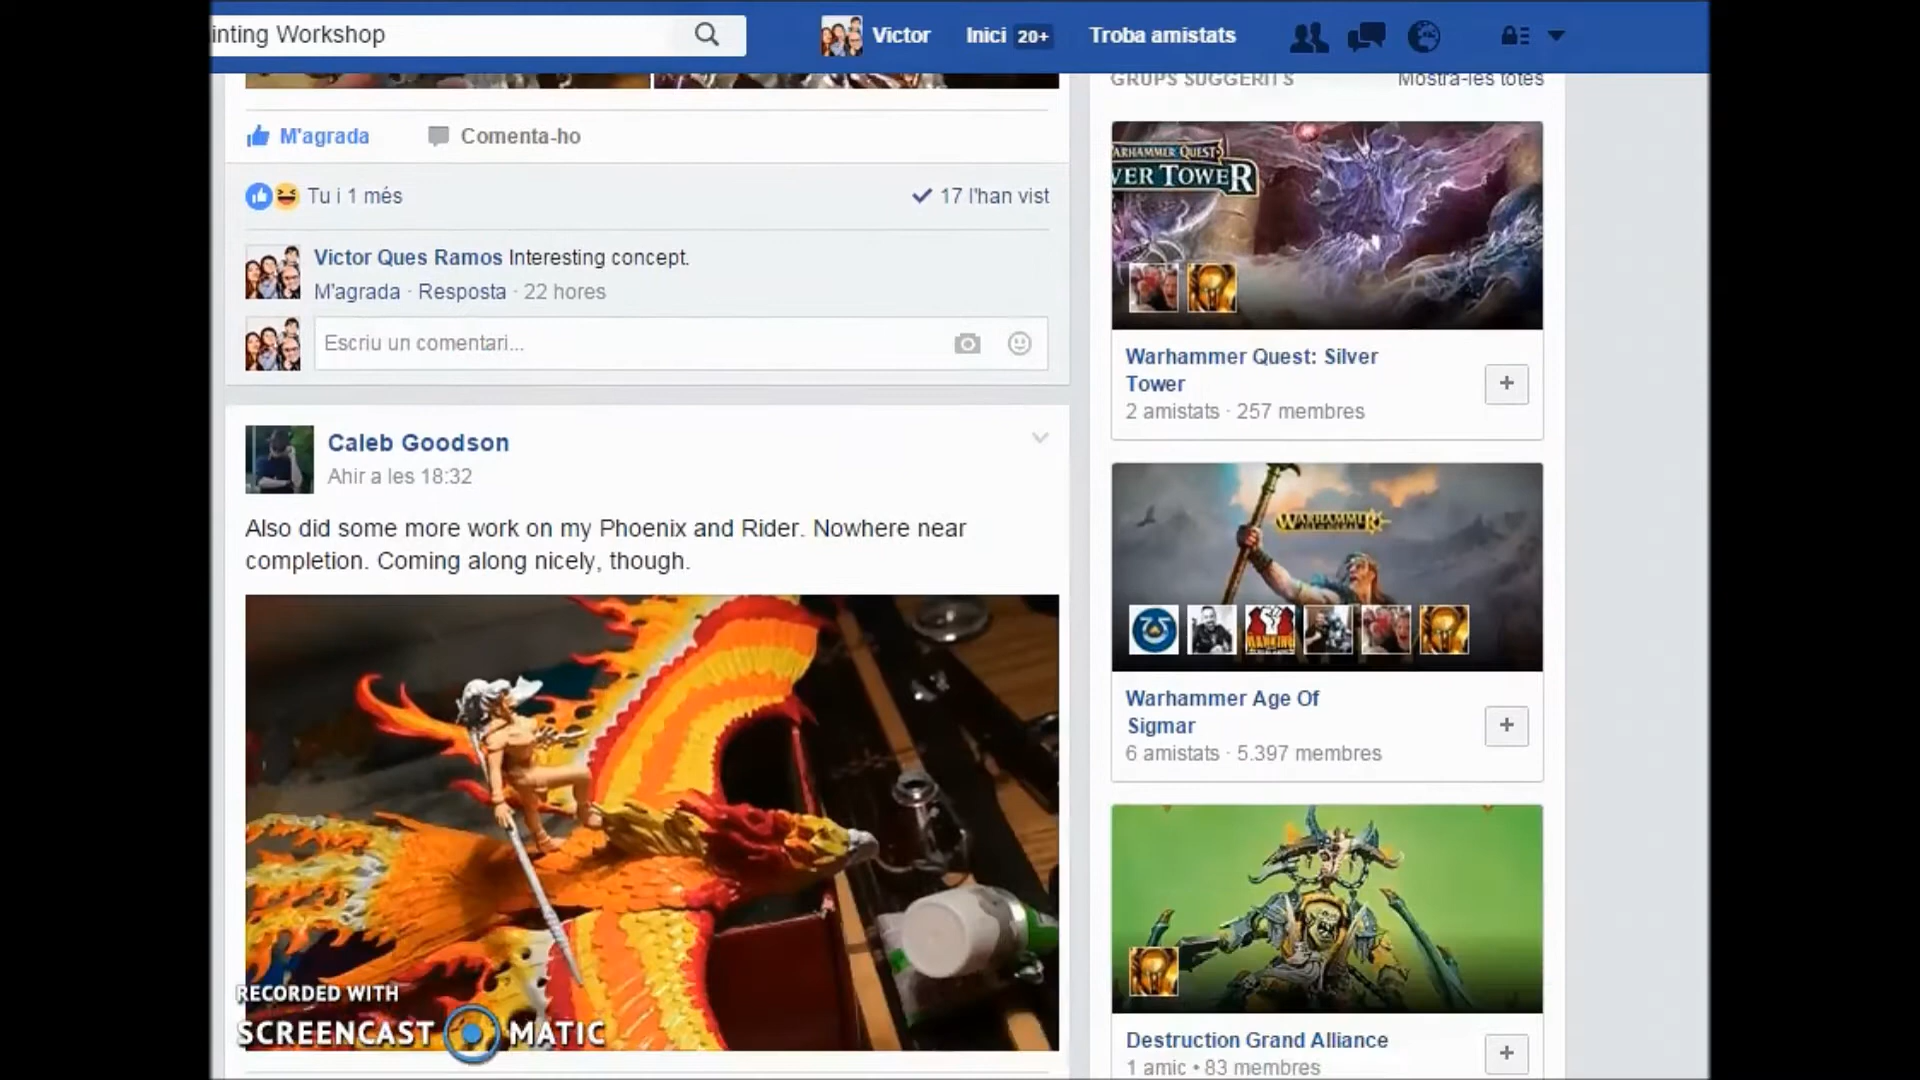 inting Workshop
Victor
Inici 20+
Troba amistats
GRUPS SUGGERITS
Mostra-les totes
M'agrada
Comenta-ho
Tu i 1 més
17 l'han vist
Victor Ques Ramos Interesting concept.
M'agrada · Resposta · 22 hores
Escriu un comentari...
Caleb Goodson
Ahir a les 18:32
Also did some more work on my Phoenix and Rider. Nowhere near
completion. Coming along nicely, though.
RECORDED WITH
SCREENCAST MATIC
ARHAMMER QUEST
VER TOWER
Warhammer Quest: Silver
Tower
2 amistats · 257 membres
WARHAMMER
Warhammer Age Of
Sigmar
6 amistats · 5.397 membres
Destruction Grand Alliance
1 amic • 83 membres